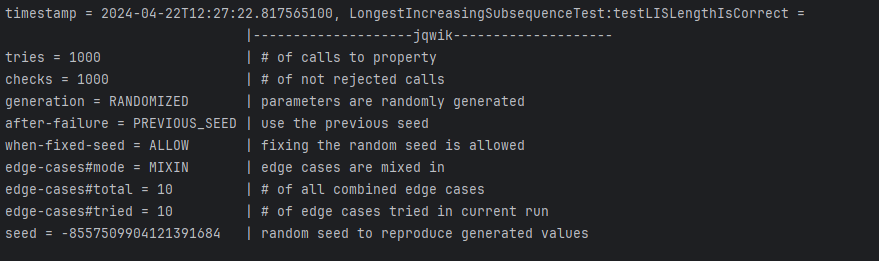 timestamp = 2024-04-22T12:27:22.817565100, LongestIncreasingSubsequenceTest:testLISLengthIsCorrect =
|-------------------jqwik-------------------
tries = 1000 | # of calls to property
checks = 1000 | # of not rejected calls
generation = RANDOMIZED | parameters are randomly generated
after-failure = PREVIOUS_SEED | use the previous seed
when-fixed-seed = ALLOW | fixing the random seed is allowed
edge-cases#mode = MIXIN | edge cases are mixed in
edge-cases#total = 10 | # of all combined edge cases
edge-cases#tried = 10 | # of edge cases tried in current run
seed = -8557509904121391684 | random seed to reproduce generated values